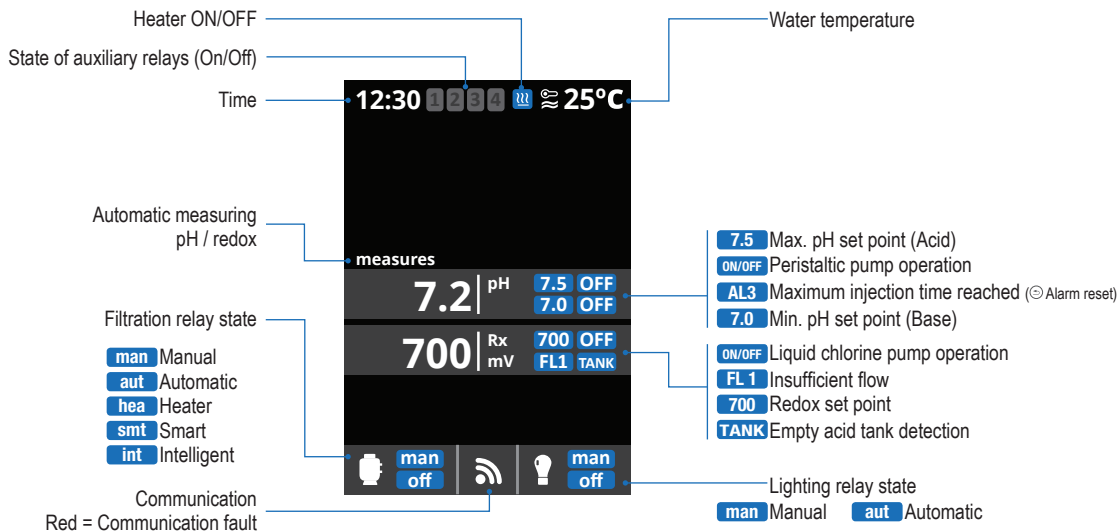 Heater ON/OFF
Water temperature
State of auxiliary relays (On/Off)
Time
12:30 1 2 3 4 25ºC
Automatic measuring
pH / redox
measures
7.2 pH 7.5 OFF
7.0 OFF
700 Rx mV 700 OFF
FL1 TANK
7.5 Max. pH set point (Acid)
ON/OFF Peristaltic pump operation
AL3 Maximum injection time reached (Alarm reset)
7.0 Min. pH set point (Base)
ON/OFF Liquid chlorine pump operation
FL 1 Insufficient flow
700 Redox set point
TANK Empty acid tank detection
Filtration relay state
man Manual
aut Automatic
hea Heater
smt Smart
int Intelligent
man
off
man
off
Communication
Red = Communication fault
Lighting relay state
man Manual aut Automatic